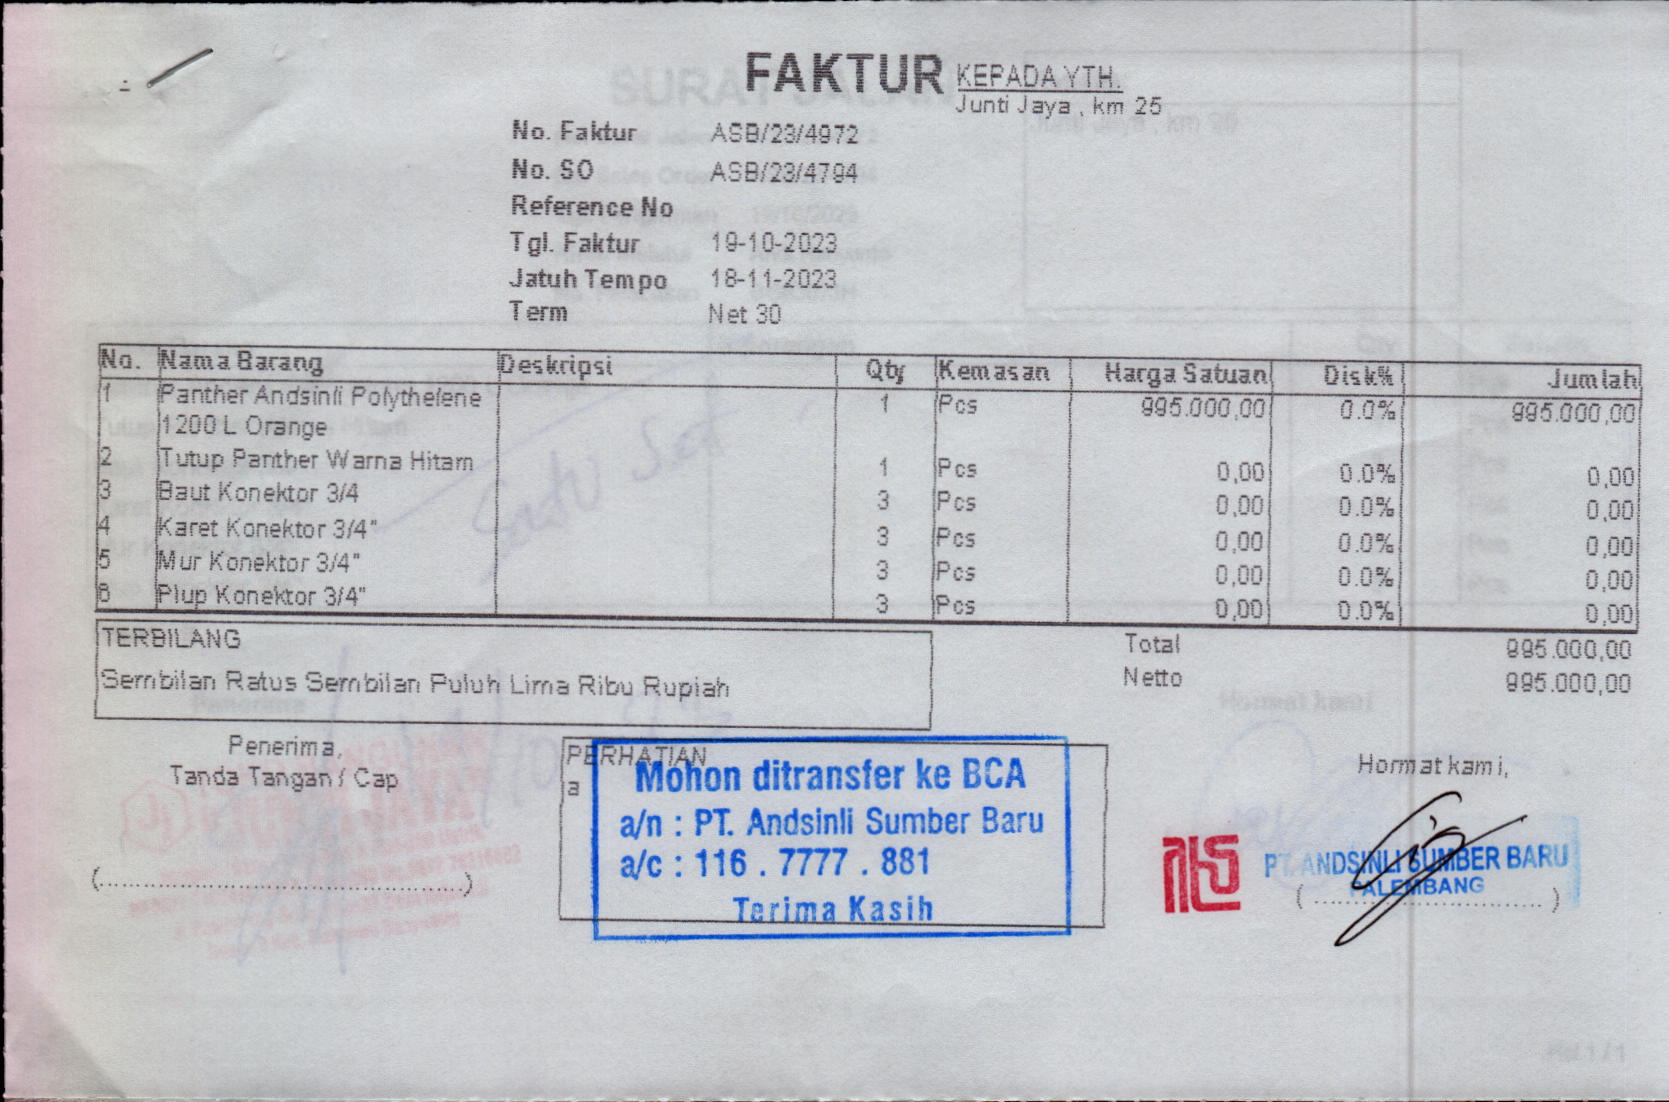 FAKTUR
KEPADA YTH.
Junti Jaya , km 25
No. Faktur ASB/23/4972
No. SO ASB/23/4794
Reference No
Tgl. Faktur 19-10-2023
Jatuh Tempo 18-11-2023
Term Net 30
No. Nama Barang Deskripsi Qty Kemasan Harga Satuan Disk% Jumlah
1 Panther Andsinli Polythelene 1 Pcs 995.000,00 0.0% 995.000,00
1200 L Orange
2 Tutup Panther Warna Hitam 1 Pcs 0,00 0.0% 0,00
3 Baut Konektor 3/4 3 Pcs 0,00 0.0% 0,00
4 Karet Konektor 3/4" 3 Pcs 0,00 0.0% 0,00
5 Mur Konektor 3/4" 3 Pcs 0,00 0.0% 0,00
6 Plup Konektor 3/4" 3 Pcs 0,00 0.0% 0,00
Satu Set
TERBILANG
Sembilan Ratus Sembilan Puluh Lima Ribu Rupiah
Total 995.000,00
Netto 995.000,00
Penerima,
Tanda Tangan / Cap
PERHATIAN
a
Mohon ditransfer ke BCA
a/n : PT. Andsinli Sumber Baru
a/c : 116 . 7777 . 881
Terima Kasih
Hormat kami,
PT. ANDSINLI SUMBER BARU
PALEMBANG